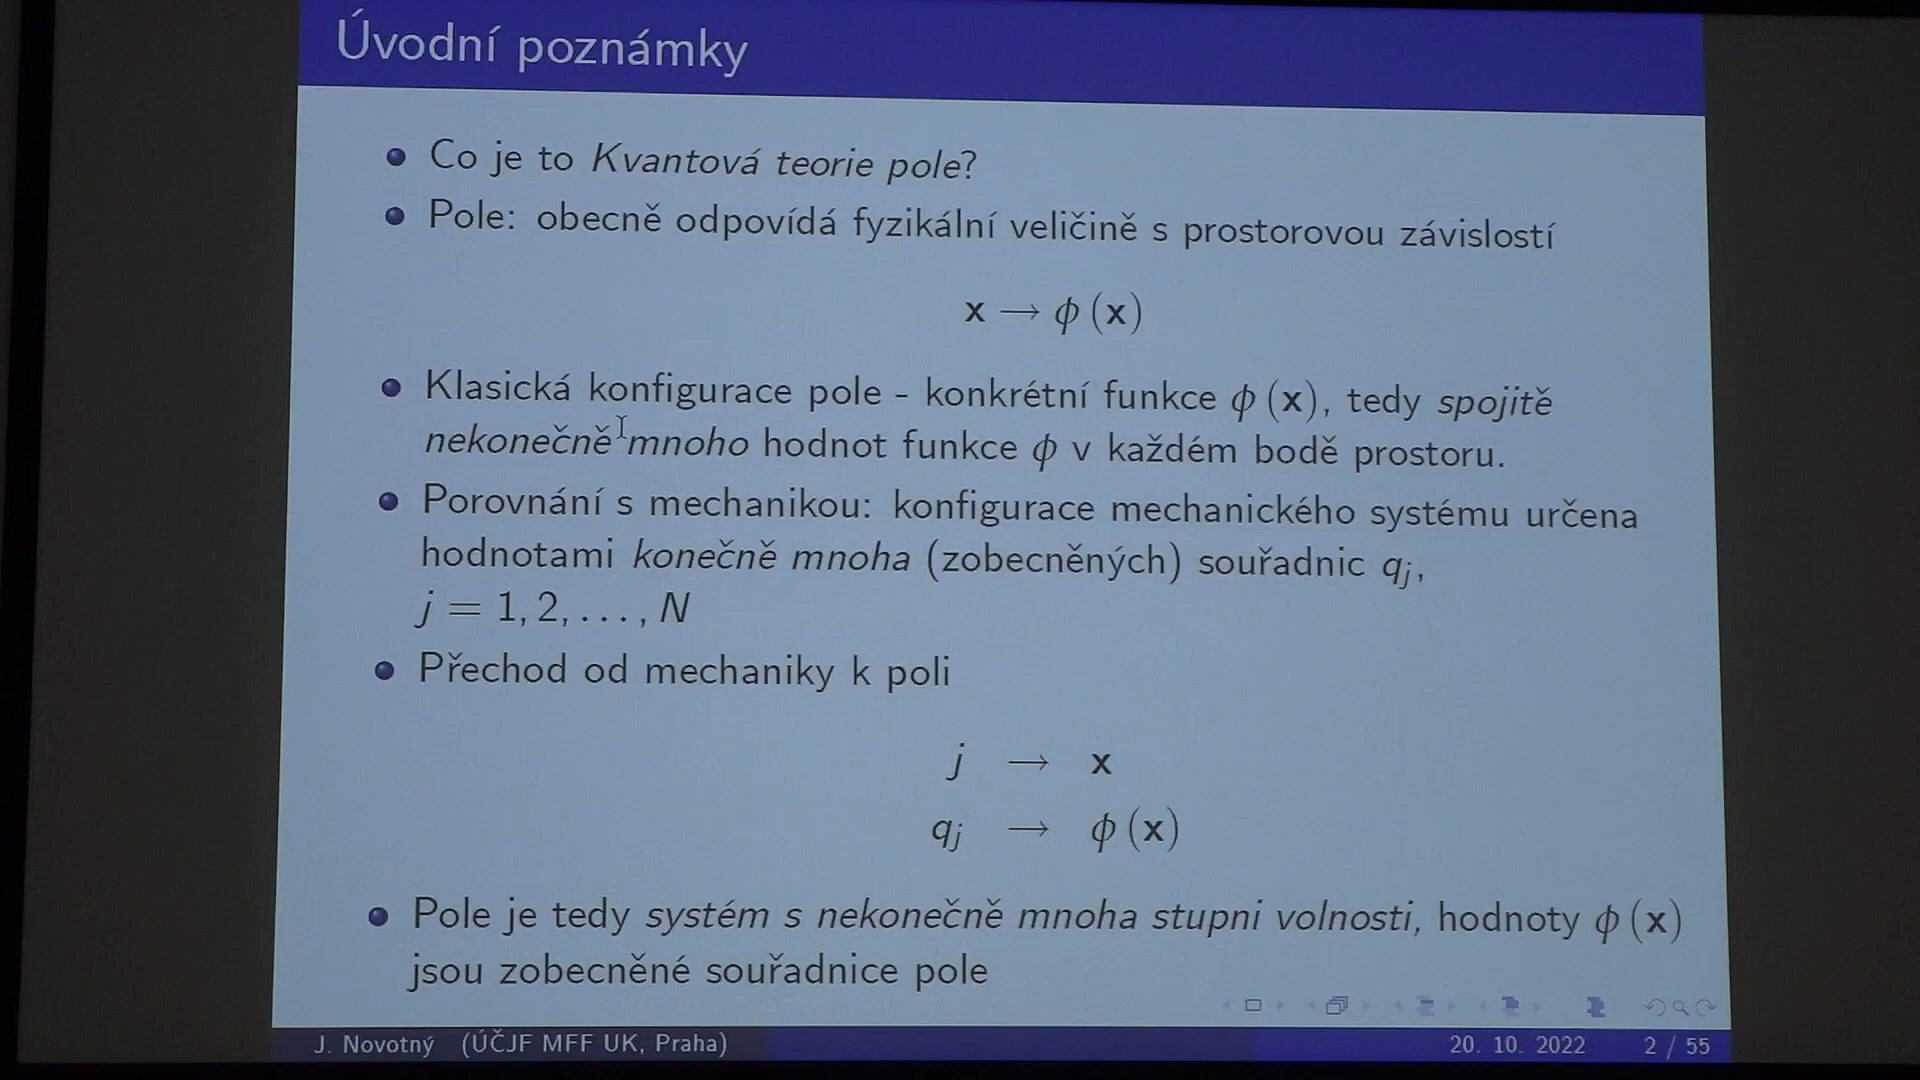 Úvodní poznámky
Co je to Kvantová teorie pole?
Pole: obecně odpovídá fyzikální veličině s prostorovou závislostí
x → ϕ (x)
Klasická konfigurace pole - konkrétní funkce ϕ (x), tedy spojitě
nekonečně mnoho hodnot funkce ϕ v každém bodě prostoru.
Porovnání s mechanikou: konfigurace mechanického systému určena
hodnotami konečně mnoha (zobecněných) souřadnic qj,
j = 1, 2, . . . , N
Přechod od mechaniky k poli
j → x
qj → ϕ (x)
Pole je tedy systém s nekonečně mnoha stupni volnosti, hodnoty ϕ (x)
jsou zobecněné souřadnice pole
J. Novotný (ÚČJF MFF UK, Praha) 20. 10. 2022 2 / 55